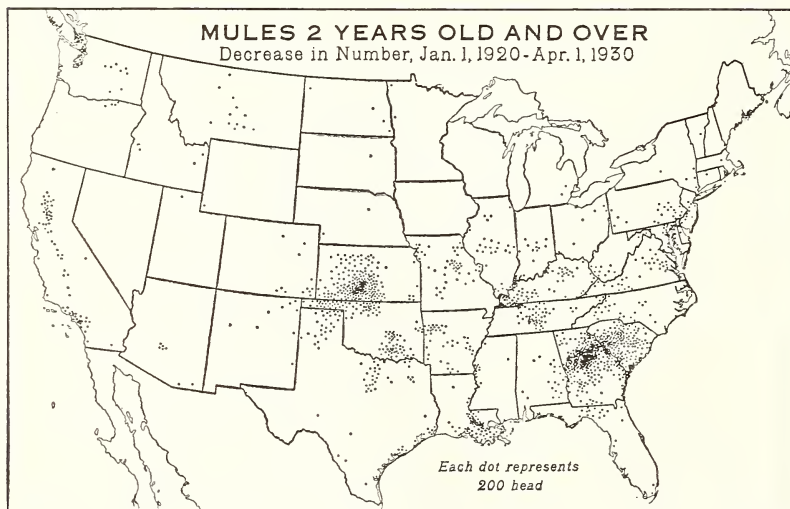 MULES 2 YEARS OLD AND OVER
Decrease in Number, Jan. 1, 1920-Apr. 1, 1930
Each dot represents
200 head